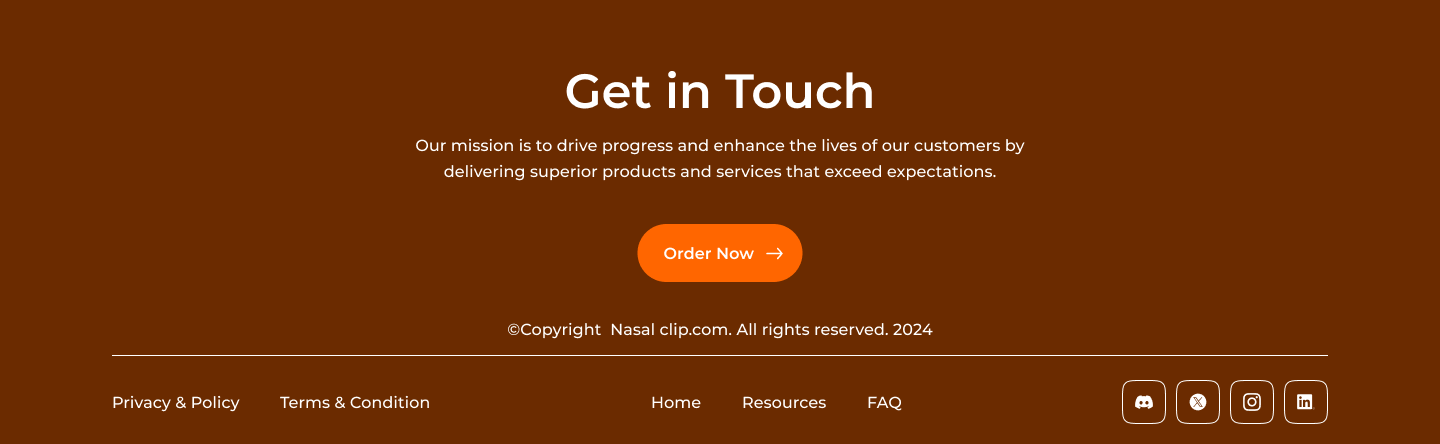 Get in Touch
Our mission is to drive progress and enhance the lives of our customers by
delivering superior products and services that exceed expectations.
Order Now
©Copyright  Nasal clip.com. All rights reserved. 2024
Privacy & Policy Terms & Condition Home Resources FAQ